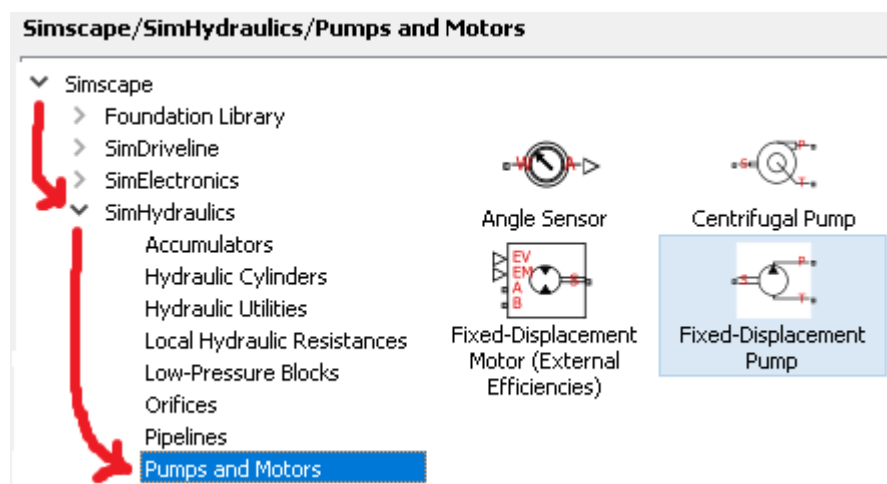 Simscape/SimHydraulics/Pumps and Motors
Simscape
Foundation Library
SimDriveline
SimElectronics
SimHydraulics
Accumulators
Hydraulic Cylinders
Hydraulic Utilities
Local Hydraulic Resistances
Low-Pressure Blocks
Orifices
Pipelines
Pumps and Motors
W A
Angle Sensor
S P
T
Centrifugal Pump
EV
EM
A
B
S
Fixed-Displacement
Motor (External
Efficiencies)
S P
T
Fixed-Displacement
Pump